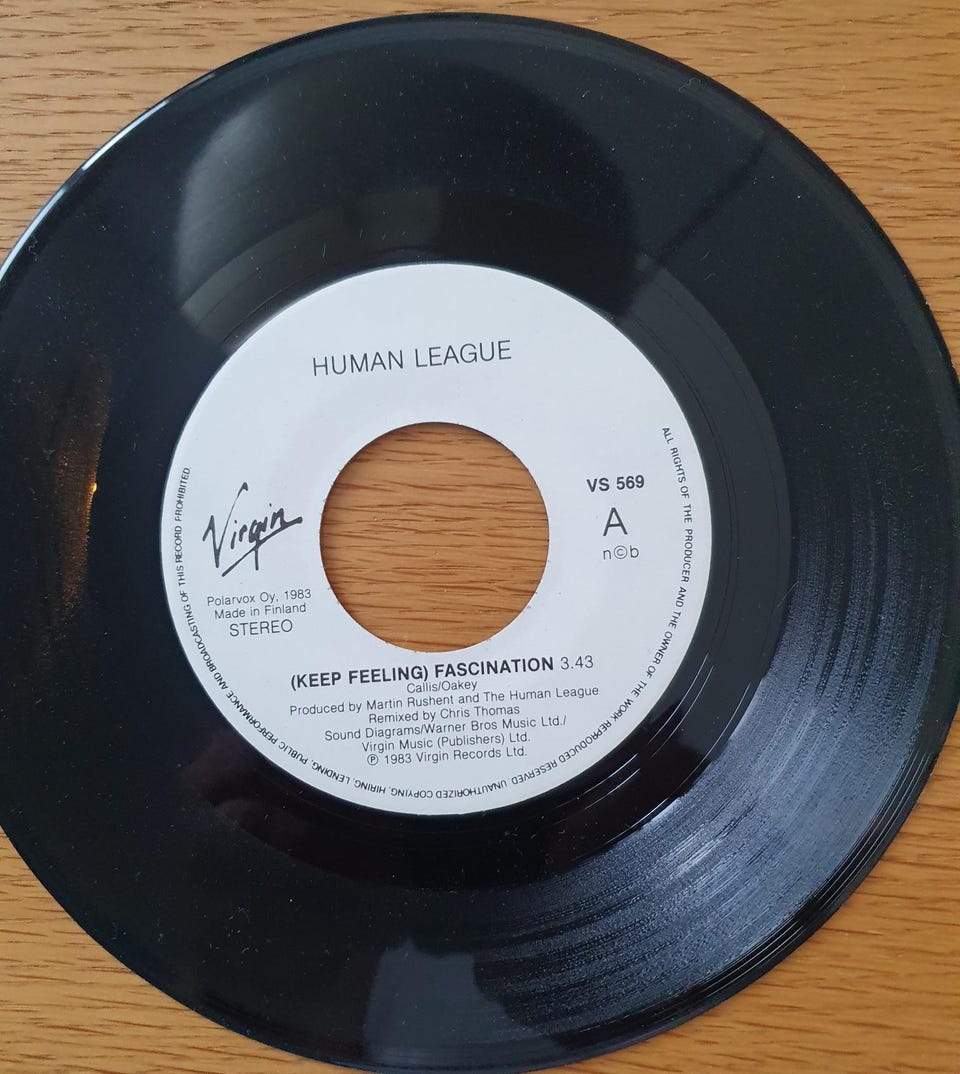 HUMAN LEAGUE
Virgin
VS 569
A
n©b
Polarvox Oy, 1983
Made in Finland
STEREO
(KEEP FEELING) FASCINATION 3.43
Callis/Oakey
Produced by Martin Rushent and The Human League
Remixed by Chris Thomas
Sound Diagrams/Warner Bros Music Ltd./
Virgin Music (Publishers) Ltd.
℗ 1983 Virgin Records Ltd.
ALL RIGHTS OF THE PRODUCER AND THE OWNER OF THE WORK REPRODUCED RESERVED. UNAUTHORIZED COPYING, HIRING, LENDING, PUBLIC PERFORMANCE AND BROADCASTING OF THIS RECORD PROHIBITED